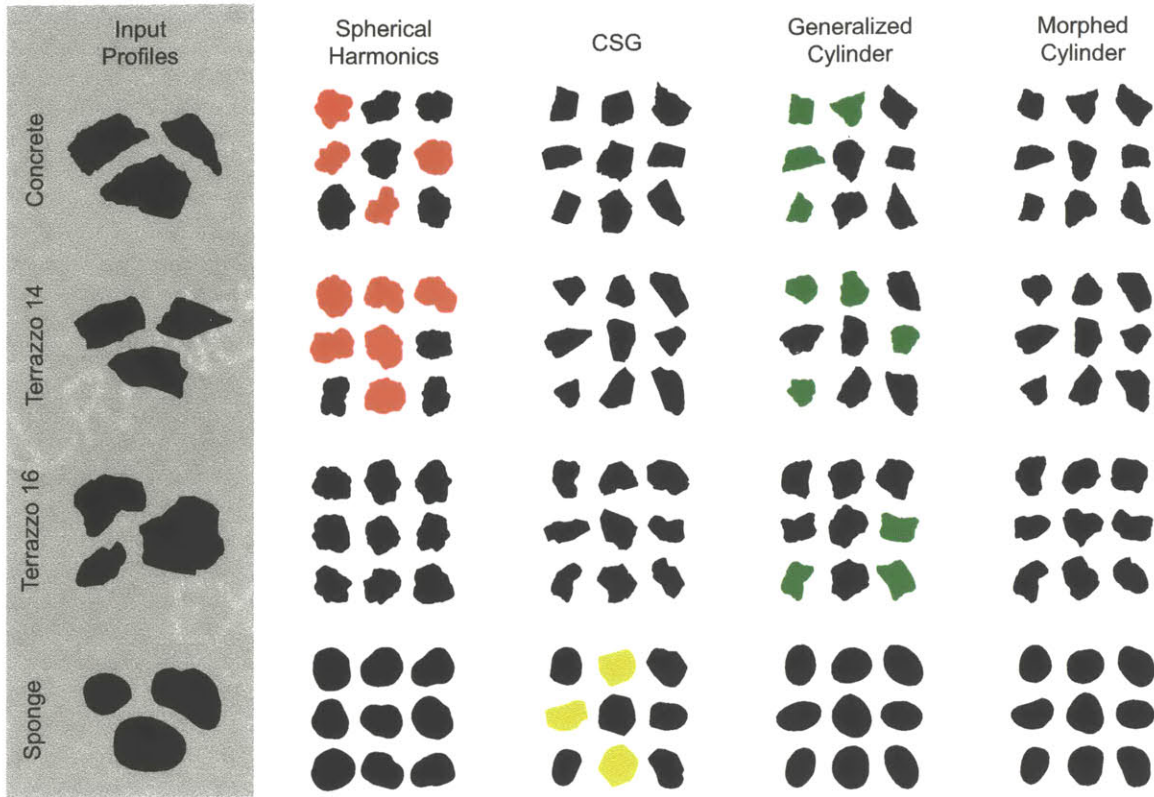 Input
Profiles
Spherical
Harmonics
CSG
Generalized
Cylinder
Morphed
Cylinder
Concrete
Terrazzo 14
Terrazzo 16
Sponge